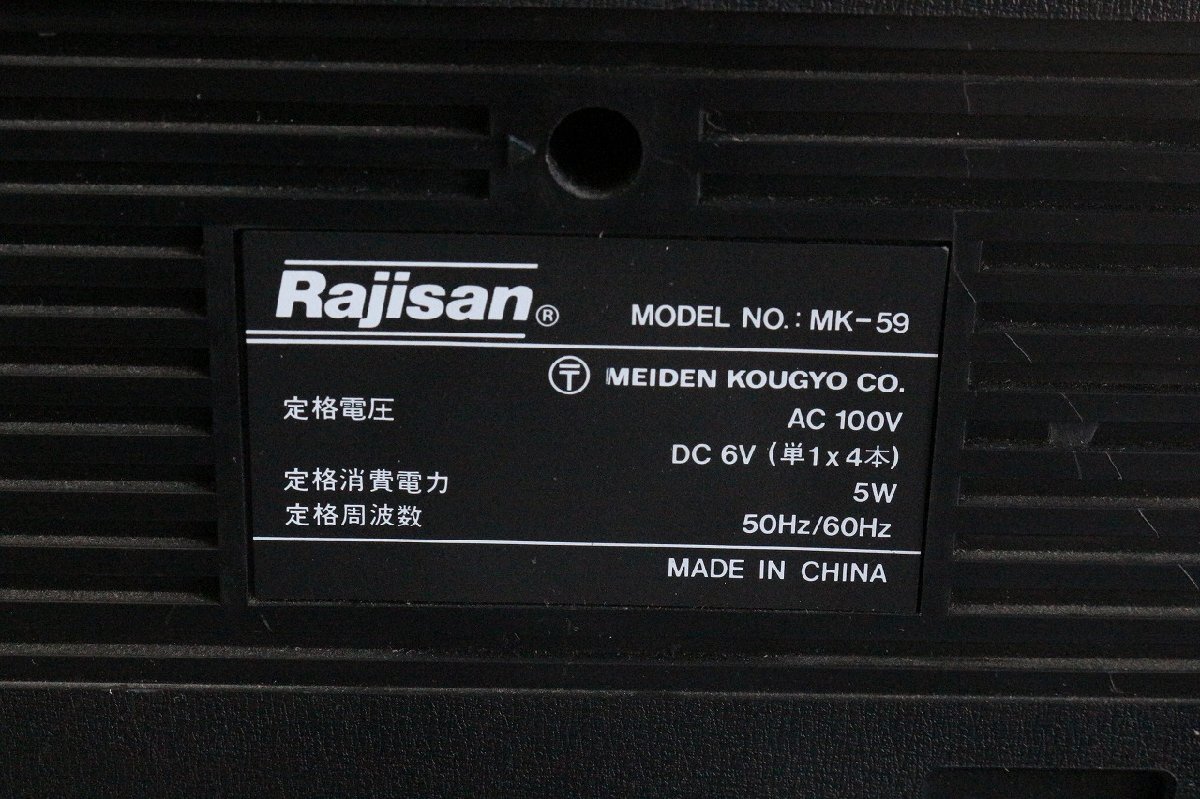 Rajisan®
MODEL NO.: MK-59
〒 MEIDEN KOUGYO CO.
定格電圧 AC 100V
DC 6V (単1x4本)
定格消費電力 5W
定格周波数 50Hz/60Hz
MADE IN CHINA